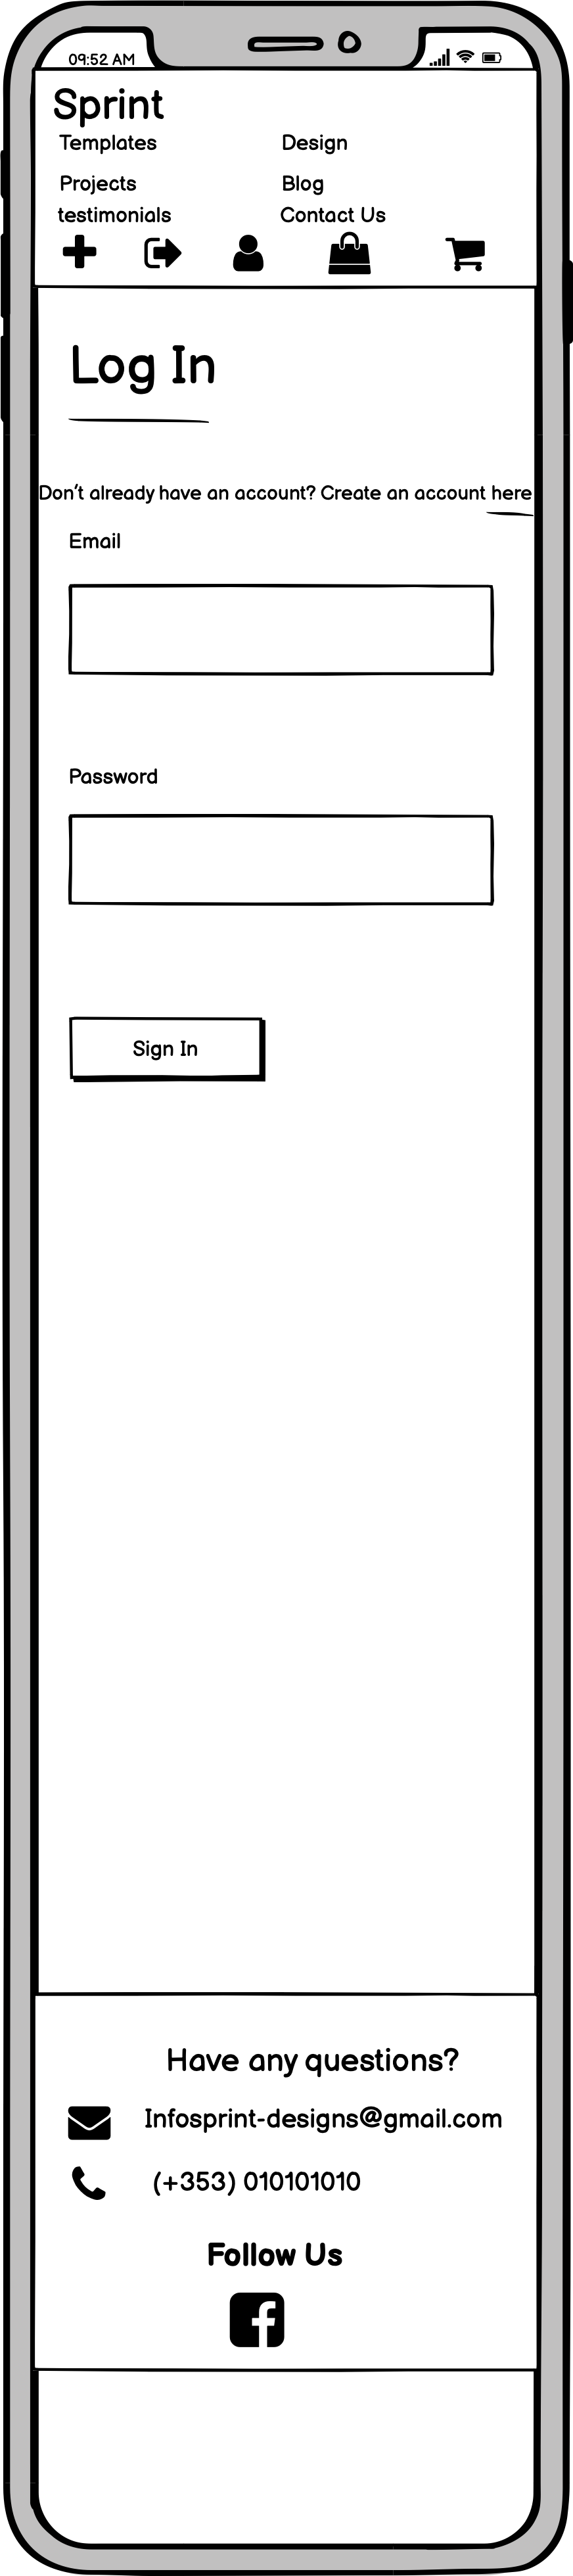 09:52 AM
Sprint
Templates Design
Projects Blog
testimonials Contact Us
Log In
Don't already have an account? Create an account here
Email
Password
Sign In
Have any questions?
Infosprint-designs@gmail.com
(+353) 010101010
Follow Us